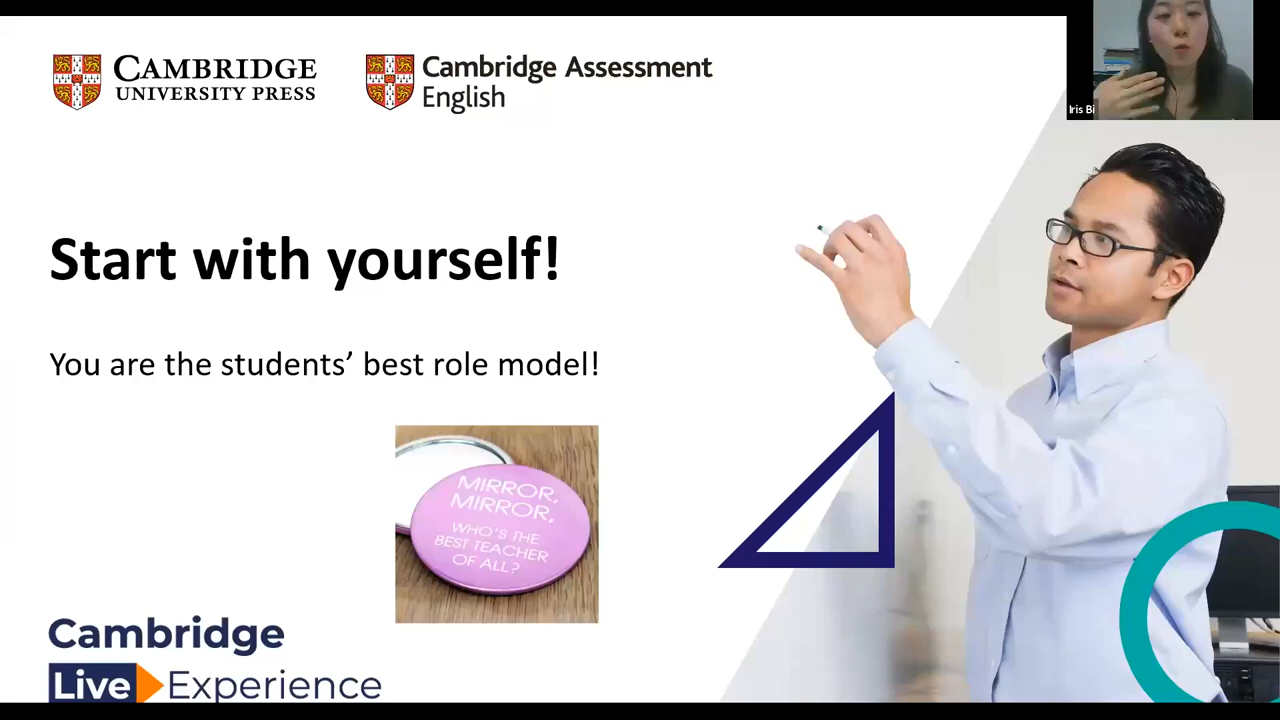 CAMBRIDGE
UNIVERSITY PRESS
Cambridge Assessment
English
Iris Bi
Start with yourself!
You are the students’ best role model!
MIRROR,
MIRROR,
WHO'S THE
BEST TEACHER
OF ALL?
Cambridge
Live Experience